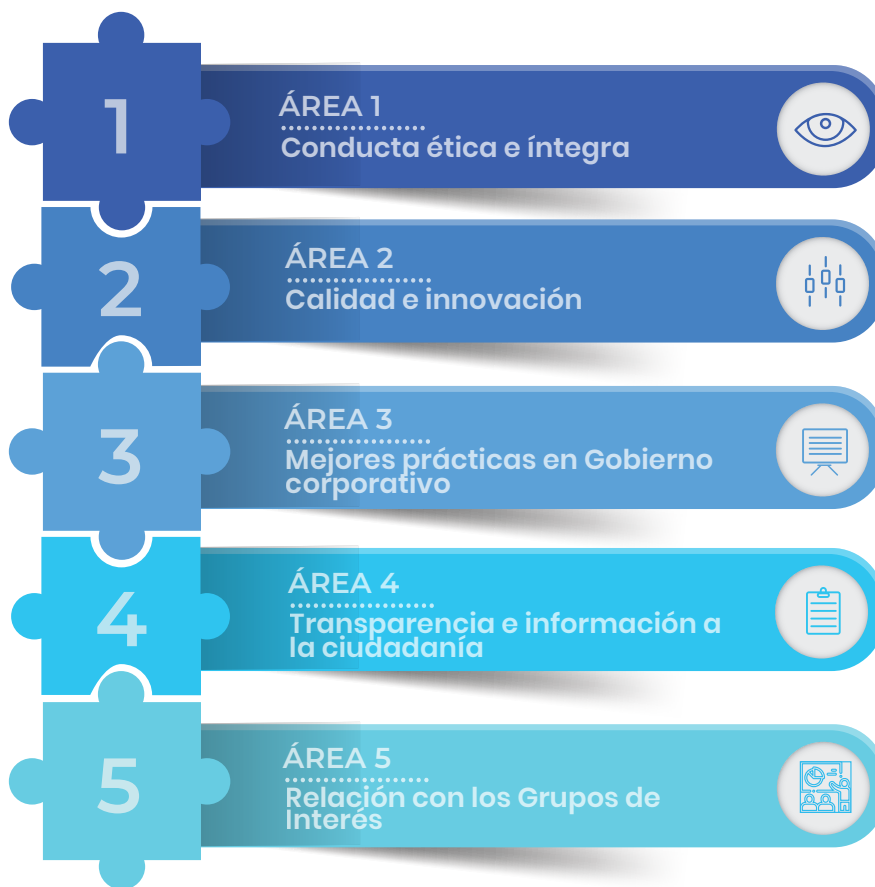 1
ÁREA 1
Conducta ética e íntegra
2
ÁREA 2
Calidad e innovación
3
ÁREA 3
Mejores prácticas en Gobierno
corporativo
4
ÁREA 4
Transparencia e información a
la ciudadanía
5
ÁREA 5
Relación con los Grupos de
Interés